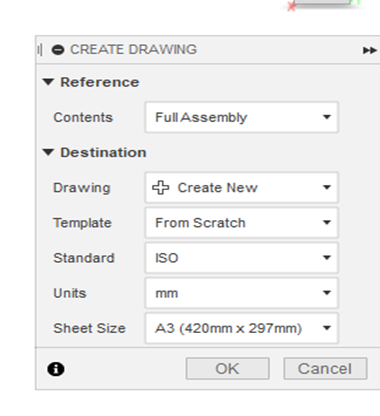 CREATE DRAWING
Reference
Contents Full Assembly
Destination
Drawing Create New
Template From Scratch
Standard ISO
Units mm
Sheet Size A3 (420mm x 297mm)
OK Cancel